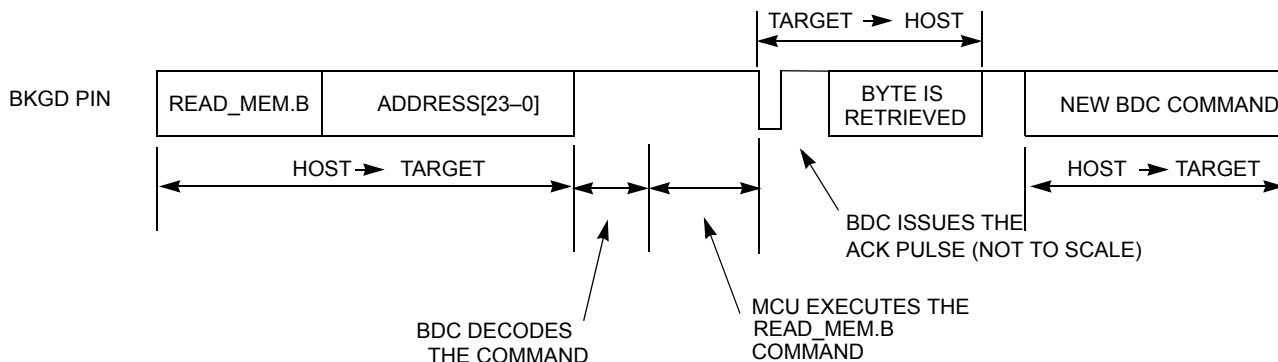 TARGET → HOST
BKGD PIN
READ_MEM.B
ADDRESS[23–0]
BYTE IS
RETRIEVED
NEW BDC COMMAND
HOST → TARGET
HOST → TARGET
BDC ISSUES THE
ACK PULSE (NOT TO SCALE)
BDC DECODES
THE COMMAND
MCU EXECUTES THE
READ_MEM.B
COMMAND